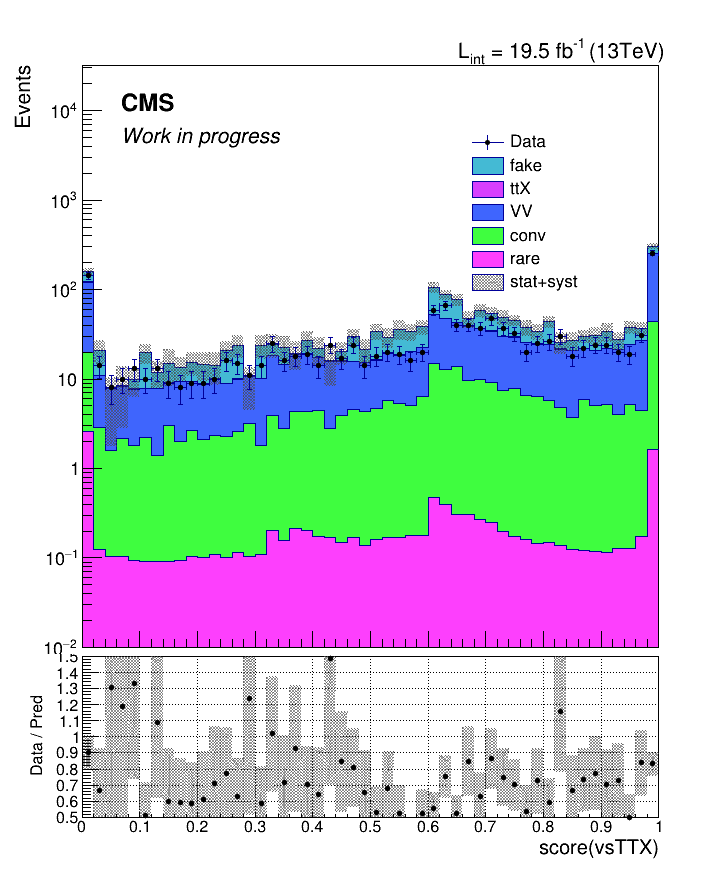 L_int = 19.5 fb^-1 (13TeV)
Events
CMS
Work in progress
Data
fake
ttX
VV
conv
rare
stat+syst
10^4
10^3
10^2
10
1
10^−1
10^−2
Data / Pred
1.5
1.4
1.3
1.2
1.1
1
0.9
0.8
0.7
0.6
0.5
0 0.1 0.2 0.3 0.4 0.5 0.6 0.7 0.8 0.9 1
score(vsTTX)